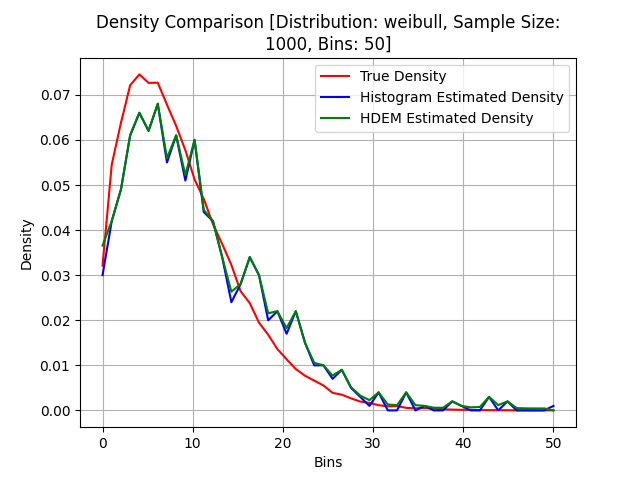 Density Comparison [Distribution: weibull, Sample Size:
1000, Bins: 50]
True Density
Histogram Estimated Density
HDEM Estimated Density
Density
0.07
0.06
0.05
0.04
0.03
0.02
0.01
0.00
0 10 20 30 40 50
Bins